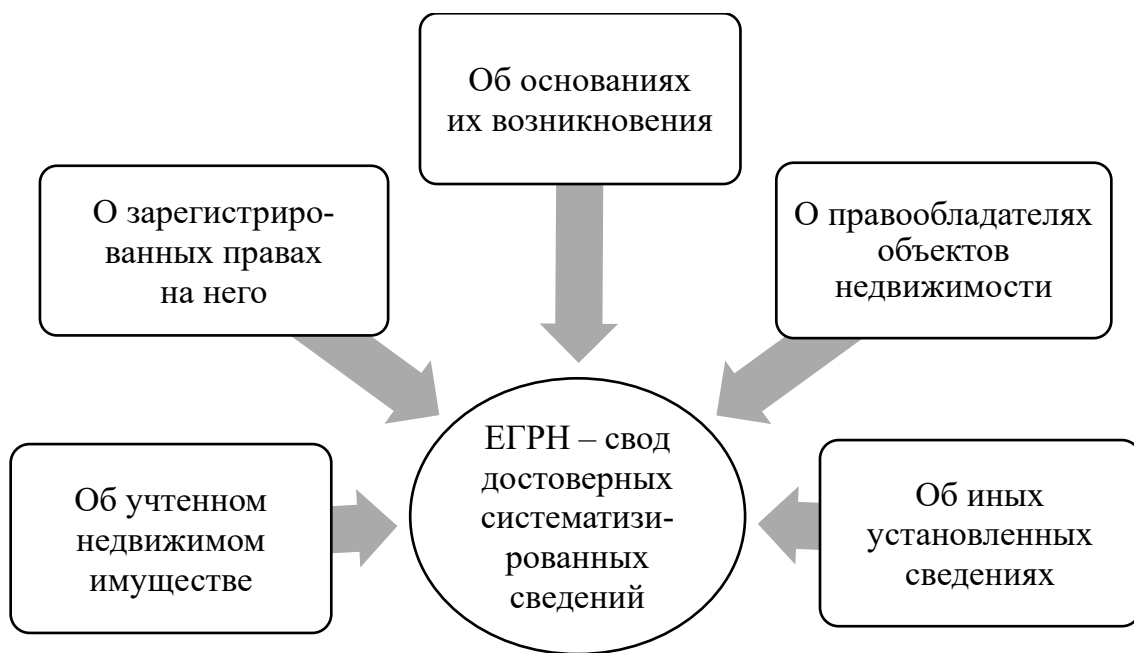 Об основаниях
их возникновения
О зарегистриро-
ванных правах
на него
О правообладателях
объектов
недвижимости
ЕГРН – свод
достоверных
систематизи-
рованных
сведений
Об учтенном
недвижимом
имуществе
Об иных
установленных
сведениях